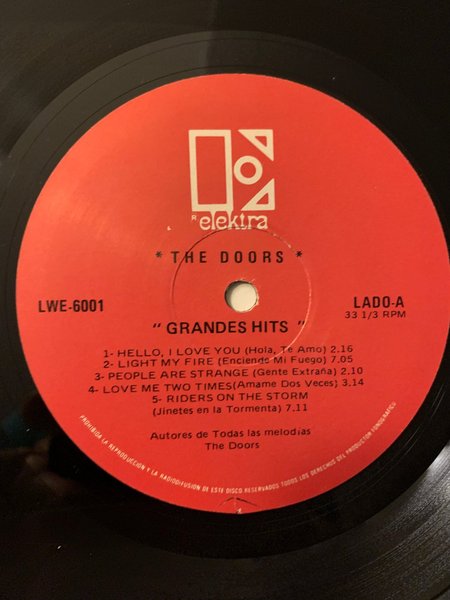 ® elektra
* THE DOORS *
LWE-6001
LADO-A
33 1/3 RPM
" GRANDES HITS "
1- HELLO, I LOVE YOU (Hola, Te Amo) 2.16
2- LIGHT MY FIRE (Enciende Mi Fuego) 7.05
3- PEOPLE ARE STRANGE (Gente Extraña) 2.10
4- LOVE ME TWO TIMES(Amame Dos Veces) 3.14
5- RIDERS ON THE STORM
(Jinetes en la Tormenta) 7.11
Autores de Todas las melodías
The Doors
PROHIBIDA LA REPRODUCCION Y LA RADIODIFUSION DE ESTE DISCO RESERVADOS TODOS LOS DERECHOS DEL PRODUCTOR FONOGRAFICO